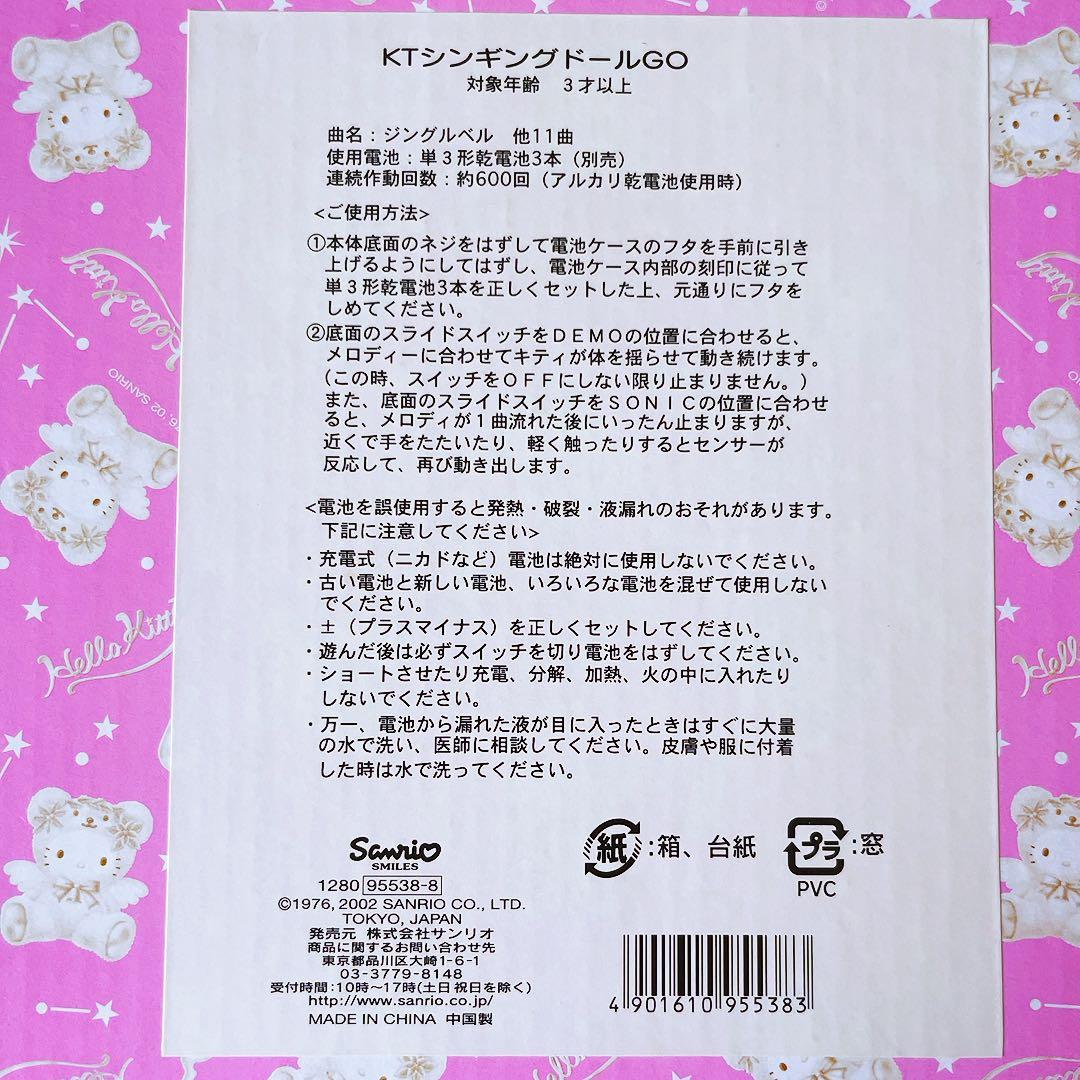 KTシンギングドールGO
対象年齢 3才以上
曲名:ジングルベル 他11曲
使用電池:単3形乾電池3本(別売)
連続作動回数:約600回(アルカリ乾電池使用時)
<ご使用方法>
①本体底面のネジをはずして電池ケースのフタを手前に引き
上げるようにしてはずし、電池ケース内部の刻印に従って
単3形乾電池3本を正しくセットした上、元通りにフタを
しめてください。
②底面のスライドスイッチをDEMOの位置に合わせると、
メロディーに合わせてキティが体を揺らせて動き続けます。
(この時、スイッチをOFFにしない限り止まりません。)
また、底面のスライドスイッチをSONICの位置に合わせ
ると、メロディが1曲流れた後にいったん止まりますが、
近くで手をたたいたり、軽く触ったりするとセンサーが
反応して、再び動き出します。
<電池を誤使用すると発熱・破裂・液漏れのおそれがあります。
下記に注意してください>
・充電式(ニカドなど)電池は絶対に使用しないでください。
・古い電池と新しい電池、いろいろな電池を混ぜて使用しない
でください。
・±(プラスマイナス)を正しくセットしてください。
・遊んだ後は必ずスイッチを切り電池をはずしてください。
・ショートさせたり充電、分解、加熱、火の中に入れたり
しないでください。
・万一、電池から漏れた液が目に入ったときはすぐに大量
の水で洗い、医師に相談してください。皮膚や服に付着
した時は水で洗ってください。
紙:箱、台紙
プラ:窓
PVC
Sanrio
SMILES
1280 95538-8
©1976, 2002 SANRIO CO., LTD.
TOKYO, JAPAN
発売元 株式会社サンリオ
商品に関するお問い合わせ先
東京都品川区大崎1-6-1
03-3779-8148
受付時間:10時〜17時(土日祝日を除く)
http://www.sanrio.co.jp/
MADE IN CHINA 中国製
4 901610 955383
Hello Kitty
76, '02 SANRIO
Hello Kitty
Hello Kitty
Hello Kitty